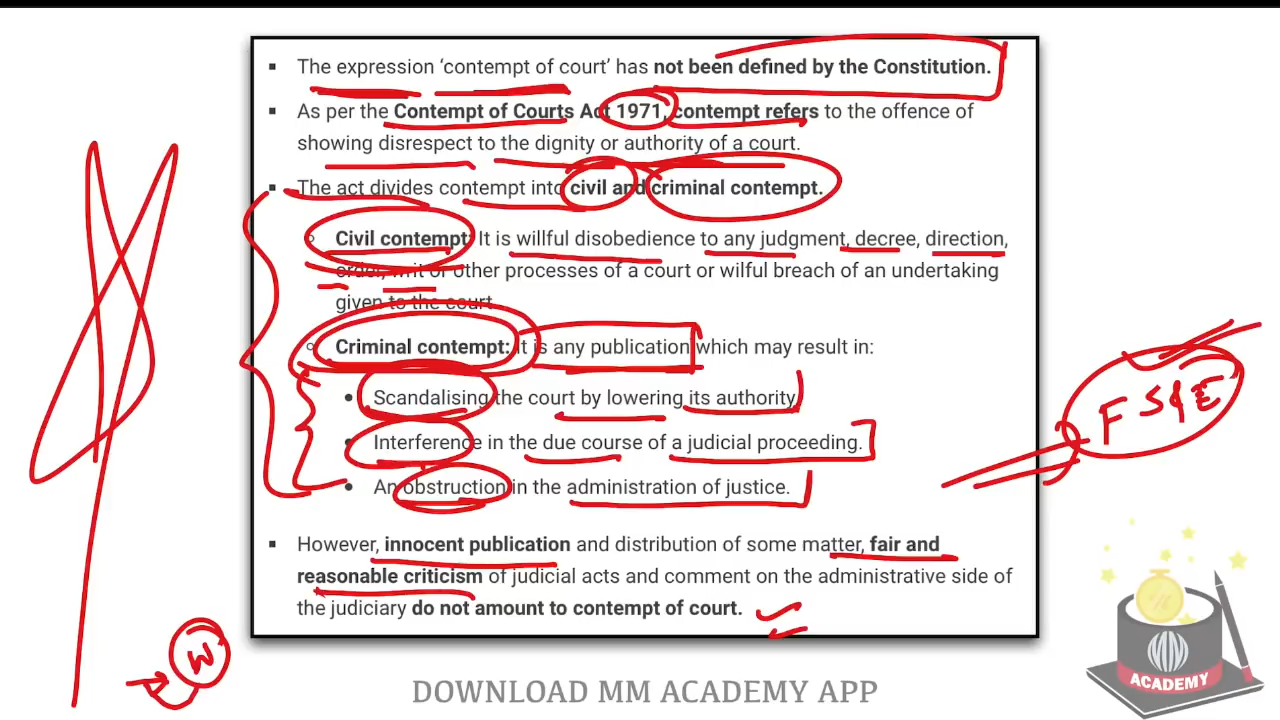 The expression ‘contempt of court’ has not been defined by the Constitution.
As per the Contempt of Courts Act 1971, contempt refers to the offence of
showing disrespect to the dignity or authority of a court.
The act divides contempt into civil and criminal contempt.
Civil contempt: It is willful disobedience to any judgment, decree, direction,
order, writ or other processes of a court or wilful breach of an undertaking
given to the court.
Criminal contempt: It is any publication which may result in:
Scandalising the court by lowering its authority.
Interference in the due course of a judicial proceeding.
An obstruction in the administration of justice.
However, innocent publication and distribution of some matter, fair and
reasonable criticism of judicial acts and comment on the administrative side of
the judiciary do not amount to contempt of court.
W
DOWNLOAD MM ACADEMY APP
MM
ACADEMY